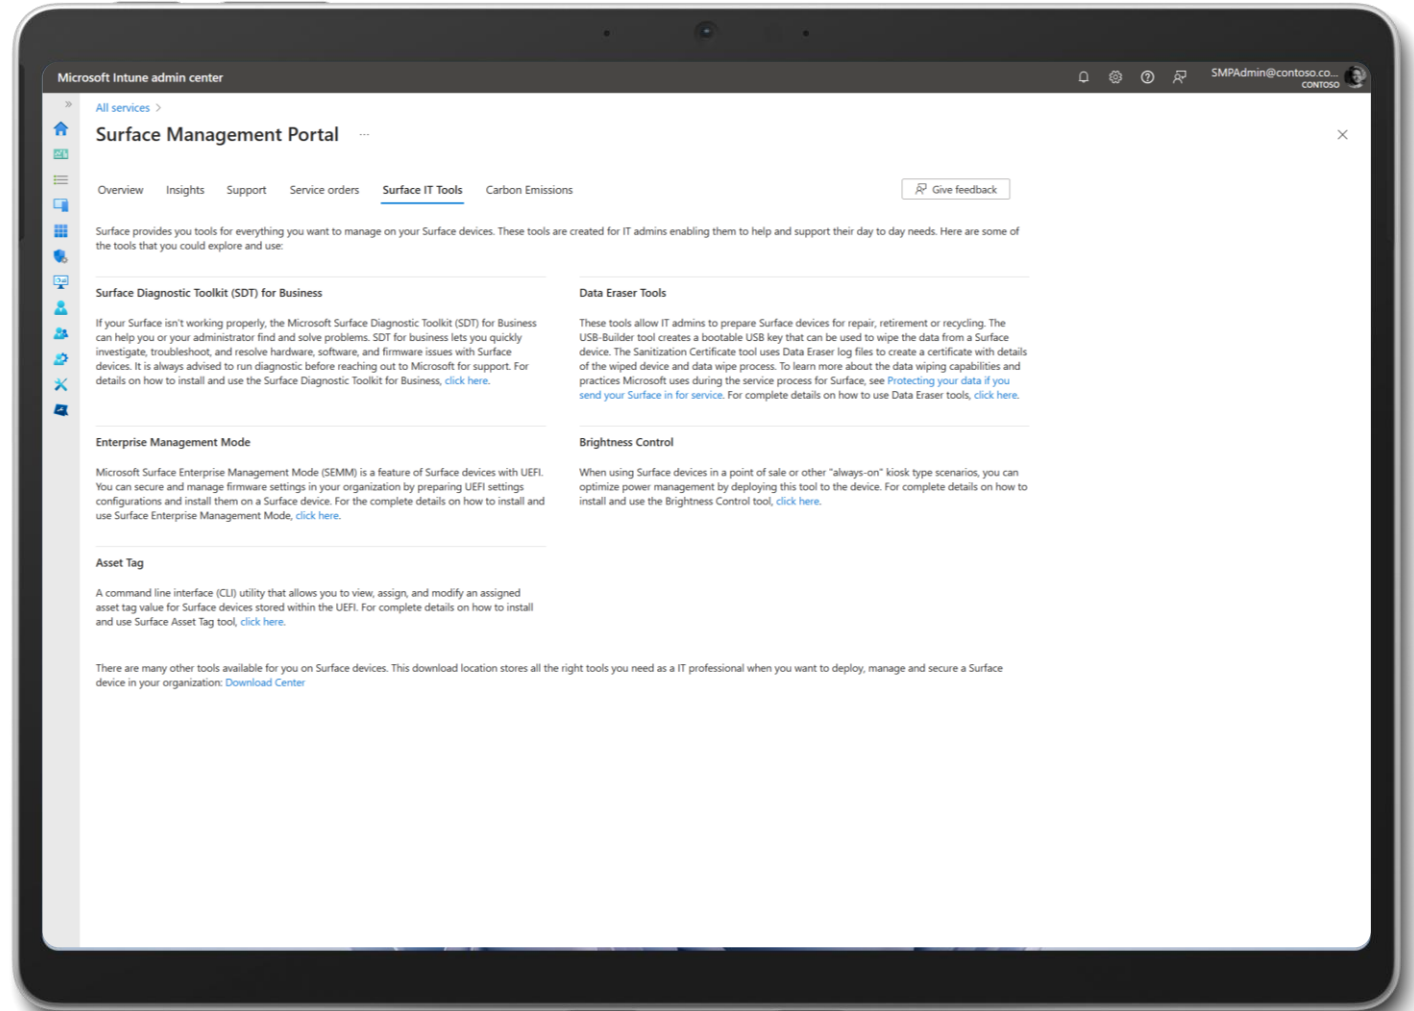 Microsoft Intune admin center
SMPAdmin@contoso.co...
CONTOSO
All services >
Surface Management Portal ...
Overview Insights Support Service orders Surface IT Tools Carbon Emissions
Give feedback
Surface provides you tools for everything you want to manage on your Surface devices. These tools are created for IT admins enabling them to help and support their day to day needs. Here are some of
the tools that you could explore and use:
Surface Diagnostic Toolkit (SDT) for Business
If your Surface isn't working properly, the Microsoft Surface Diagnostic Toolkit (SDT) for Business
can help you or your administrator find and solve problems. SDT for business lets you quickly
investigate, troubleshoot, and resolve hardware, software, and firmware issues with Surface
devices. It is always advised to run diagnostic before reaching out to Microsoft for support. For
details on how to install and use the Surface Diagnostic Toolkit for Business, click here.
Data Eraser Tools
These tools allow IT admins to prepare Surface devices for repair, retirement or recycling. The
USB-Builder tool creates a bootable USB key that can be used to wipe the data from a Surface
device. The Sanitization Certificate tool uses Data Eraser log files to create a certificate with details
of the wiped device and data wipe process. To learn more about the data wiping capabilities and
practices Microsoft uses during the service process for Surface, see Protecting your data if you
send your Surface in for service. For complete details on how to use Data Eraser tools, click here.
Enterprise Management Mode
Microsoft Surface Enterprise Management Mode (SEMM) is a feature of Surface devices with UEFI.
You can secure and manage firmware settings in your organization by preparing UEFI settings
configurations and install them on a Surface device. For the complete details on how to install and
use Surface Enterprise Management Mode, click here.
Brightness Control
When using Surface devices in a point of sale or other "always-on" kiosk type scenarios, you can
optimize power management by deploying this tool to the device. For complete details on how to
install and use the Brightness Control tool, click here.
Asset Tag
A command line interface (CLI) utility that allows you to view, assign, and modify an assigned
asset tag value for Surface devices stored within the UEFI. For complete details on how to install
and use Surface Asset Tag tool, click here.
There are many other tools available for you on Surface devices. This download location stores all the right tools you need as a IT professional when you want to deploy, manage and secure a Surface
device in your organization: Download Center